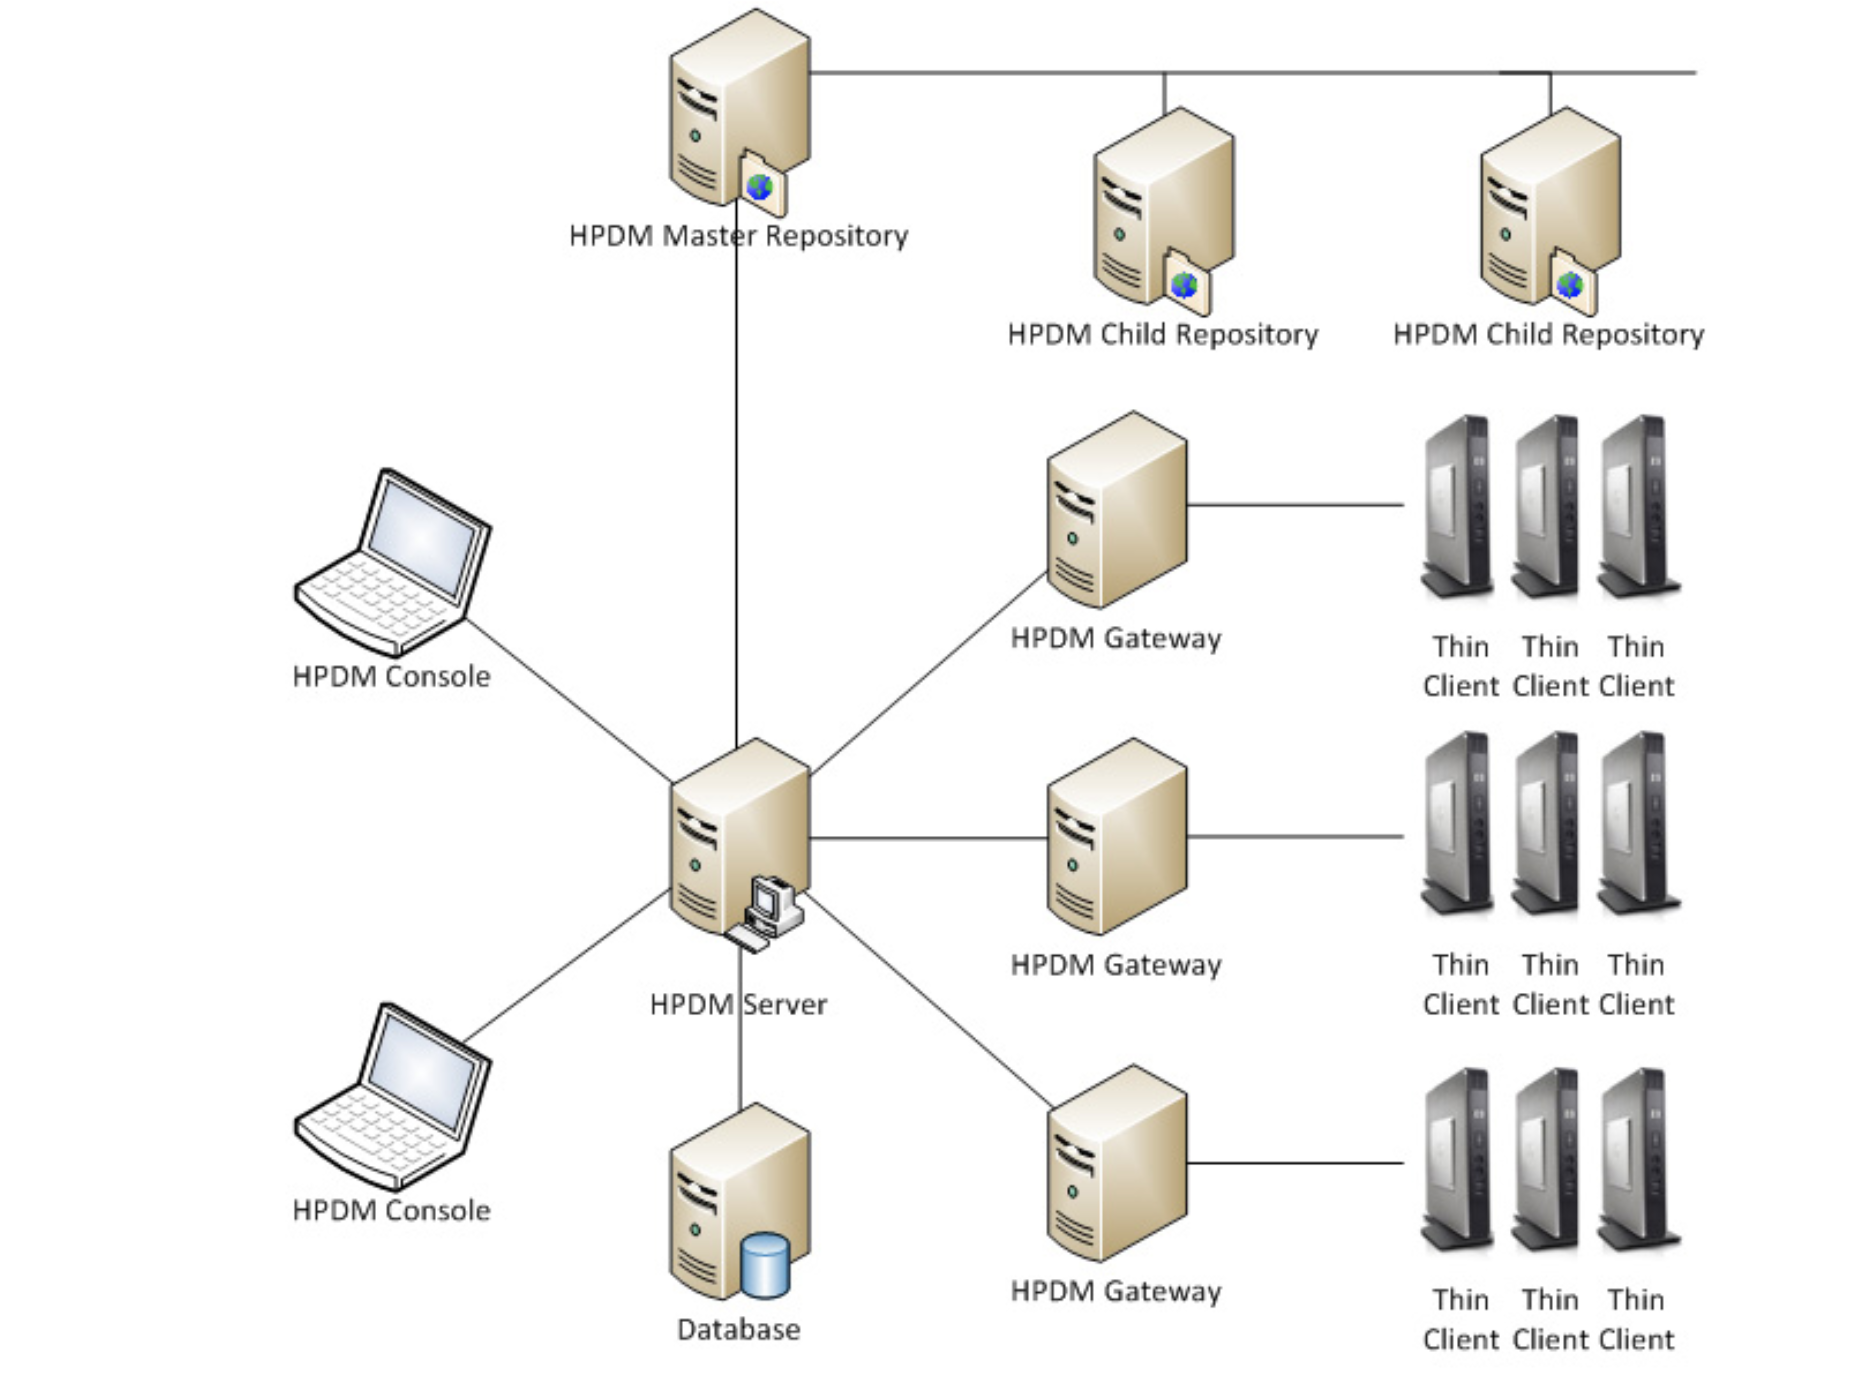 HPDM Master Repository
HPDM Child Repository
HPDM Child Repository
HPDM Console
HPDM Gateway
Thin Client
Thin Client
Thin Client
HPDM Server
HPDM Gateway
Thin Client
Thin Client
Thin Client
HPDM Console
Database
HPDM Gateway
Thin Client
Thin Client
Thin Client